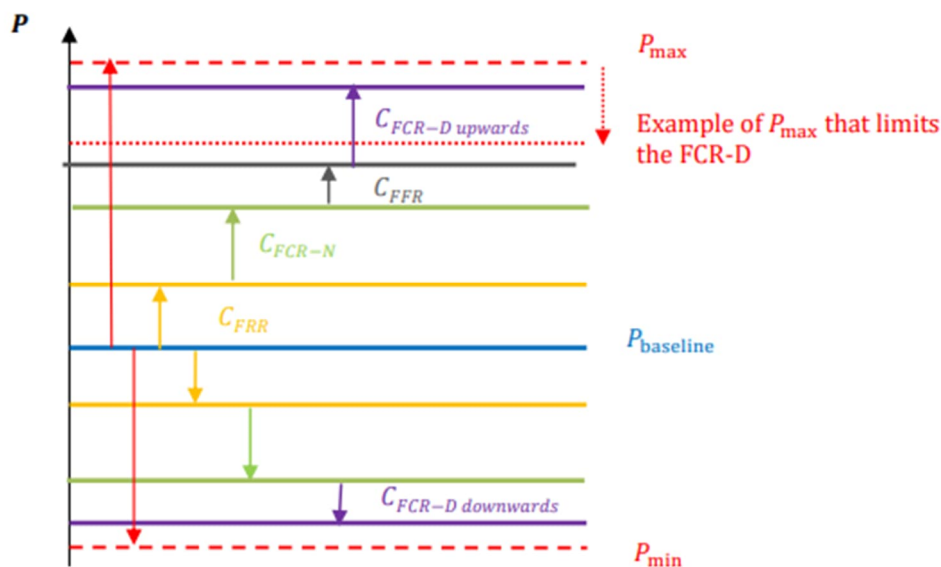 P
P_max
C_FCR−D upwards
Example of P_max that limits
the FCR-D
C_FFR
C_FCR−N
C_FRR
P_baseline
C_FCR−D downwards
P_min